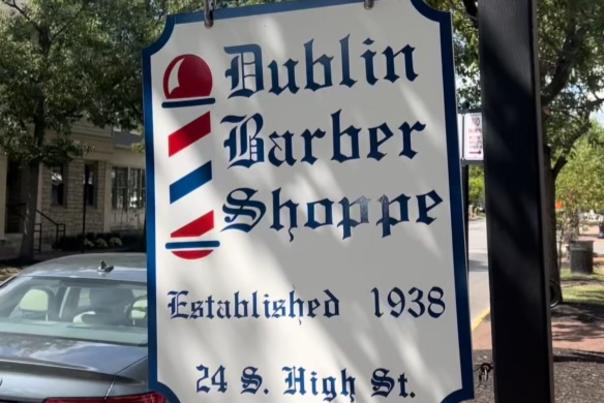 Dublin
Barber
Shoppe
Established 1938
24 S. High St.